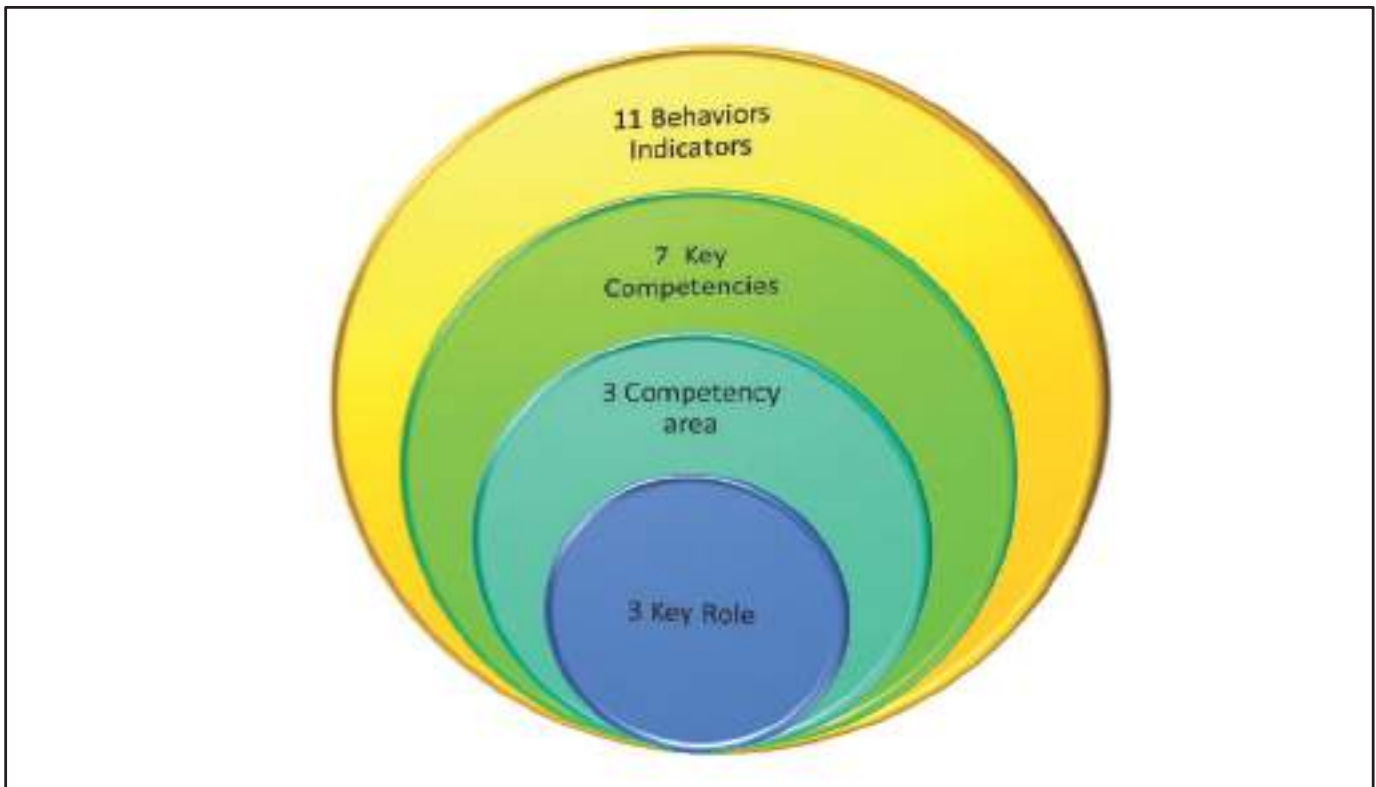 11 Behaviors
Indicators
7 Key
Competencies
3 Competency
area
3 Key Role